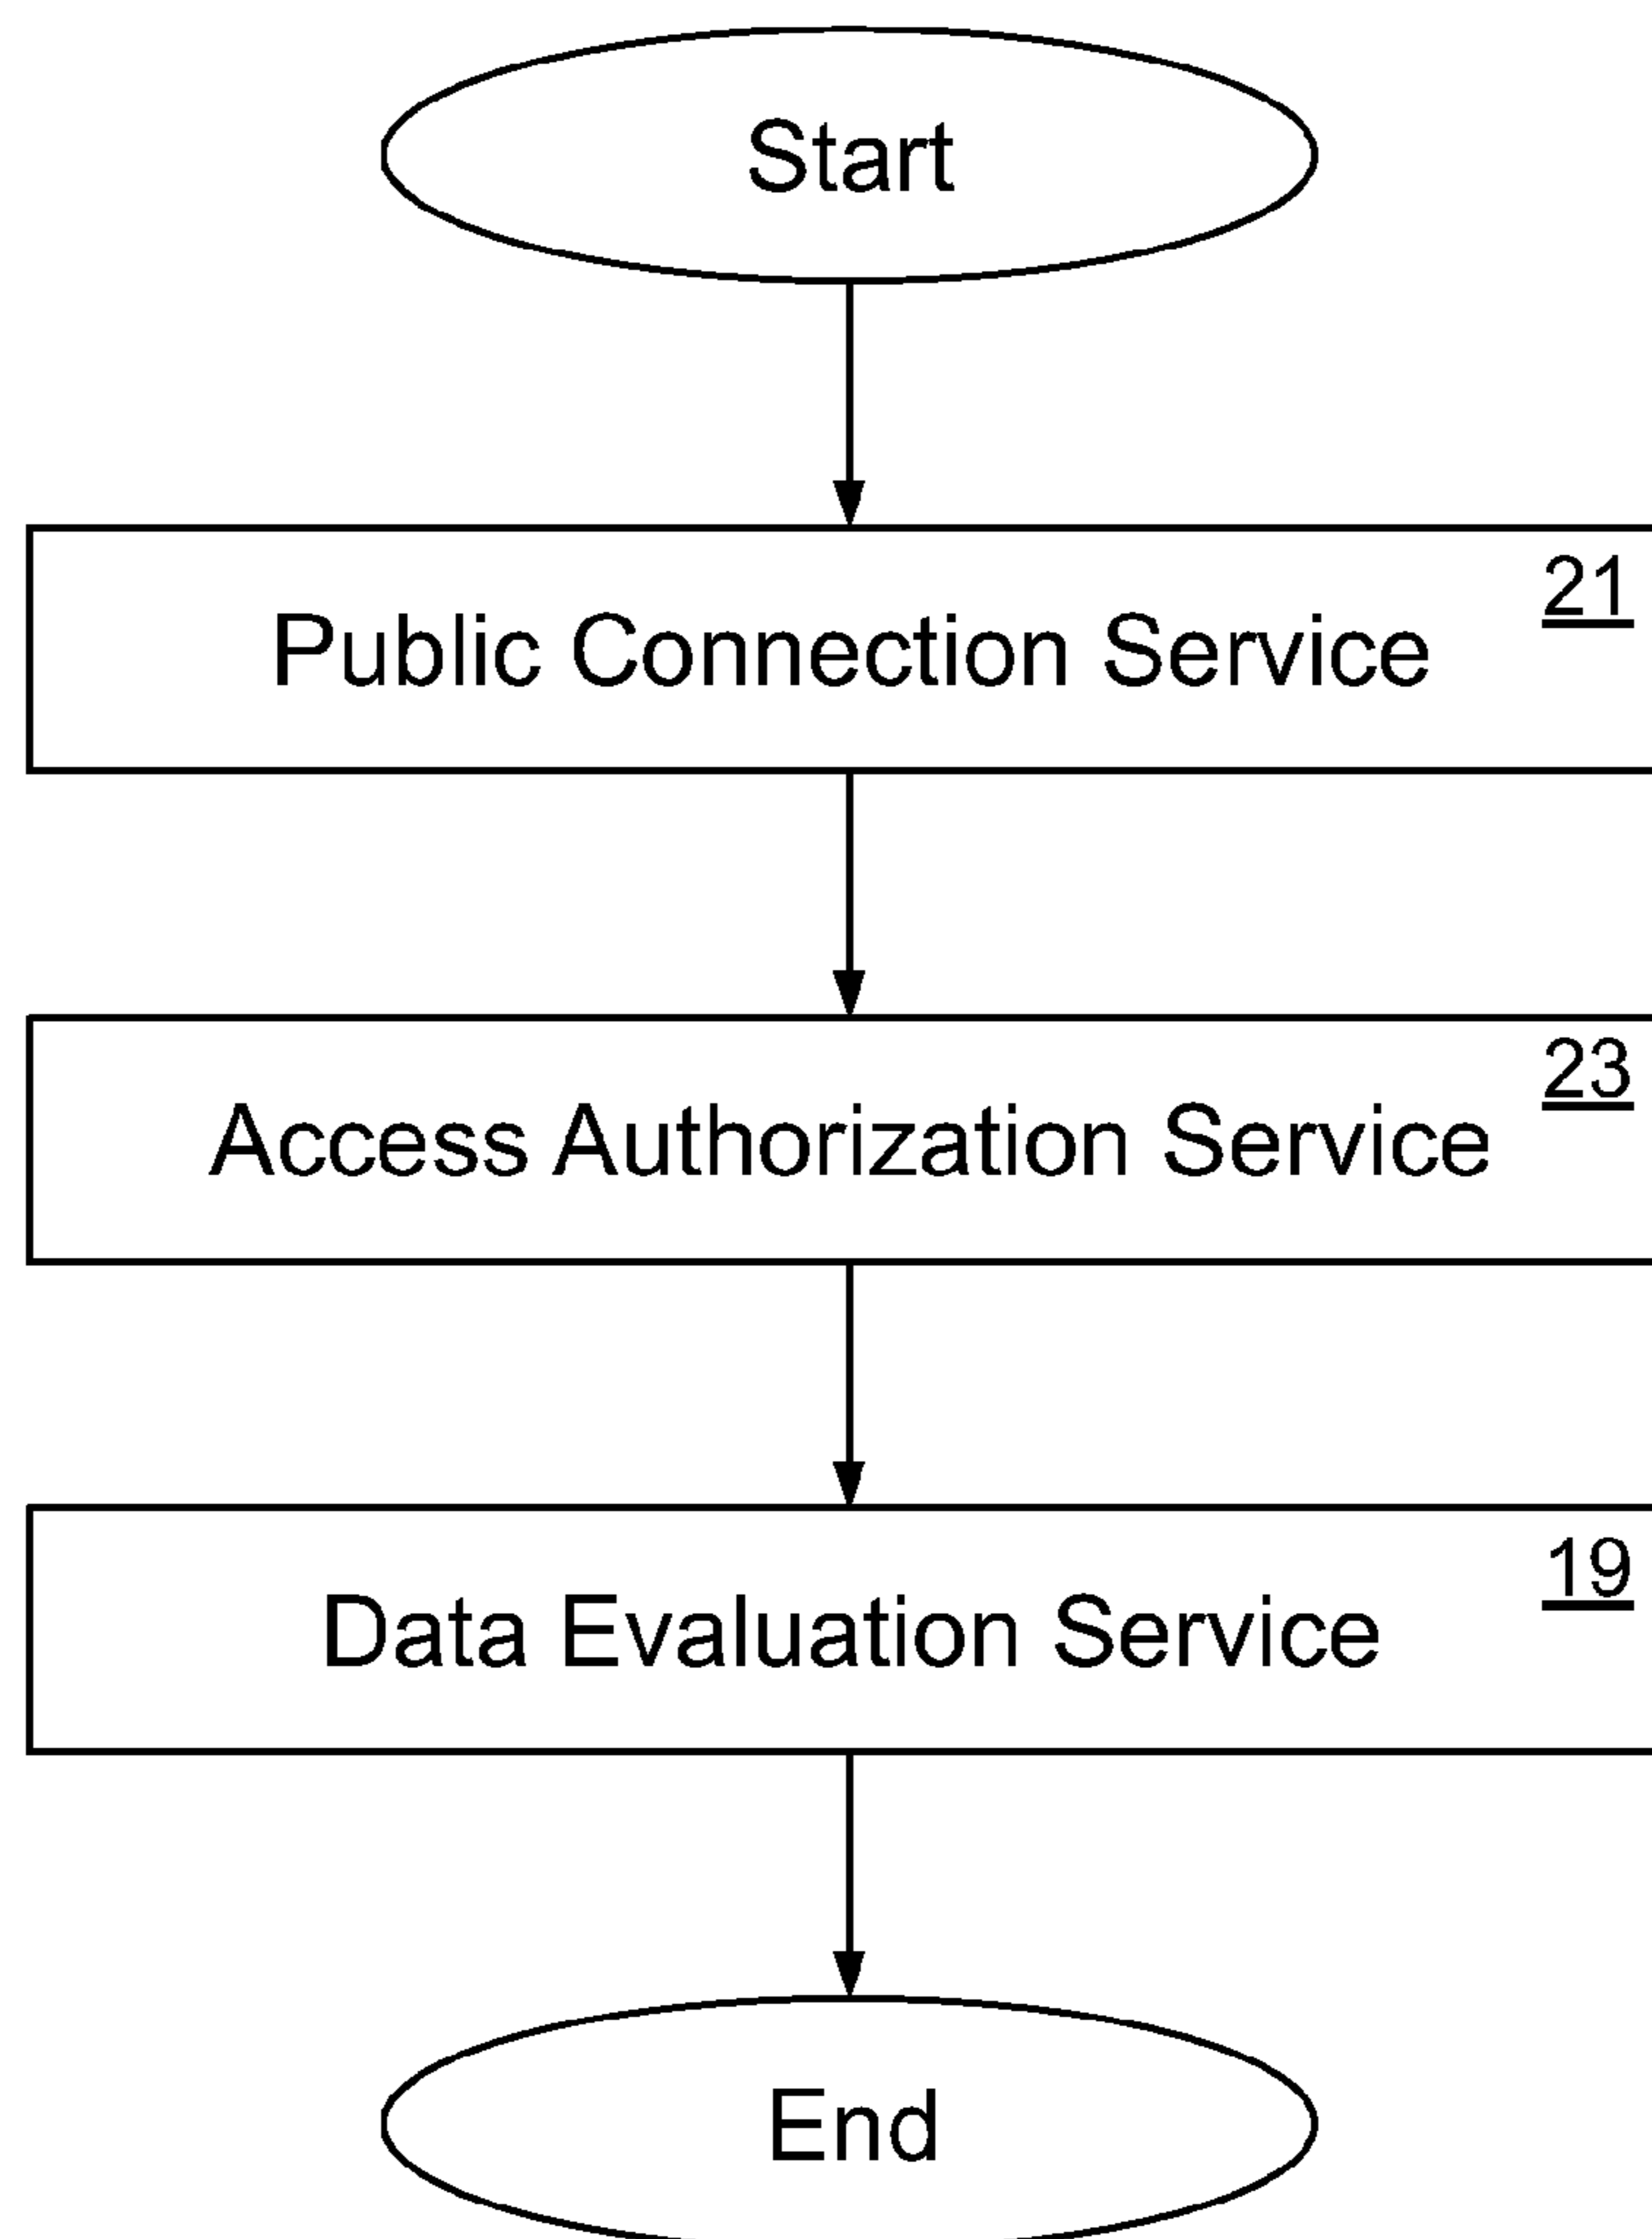 Start
21
Public Connection Service
23
Access Authorization Service
19
Data Evaluation Service
End